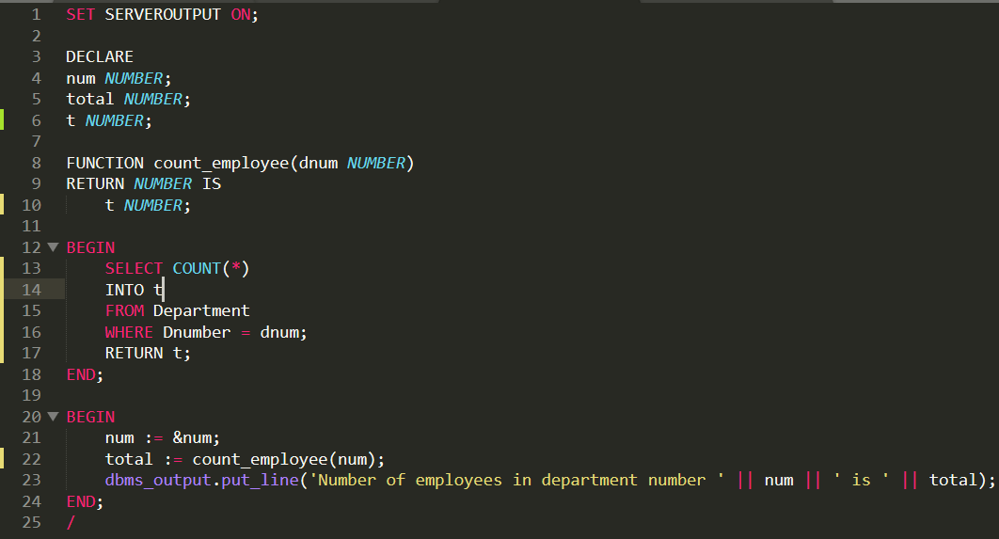 1 SET SERVEROUTPUT ON;
2
3 DECLARE
4 num NUMBER;
5 total NUMBER;
6 t NUMBER;
7
8 FUNCTION count_employee(dnum NUMBER)
9 RETURN NUMBER IS
10     t NUMBER;
11
12 BEGIN
13     SELECT COUNT(*)
14     INTO t
15     FROM Department
16     WHERE Dnumber = dnum;
17     RETURN t;
18 END;
19
20 BEGIN
21     num := &num;
22     total := count_employee(num);
23     dbms_output.put_line('Number of employees in department number ' || num || ' is ' || total);
24 END;
25 /